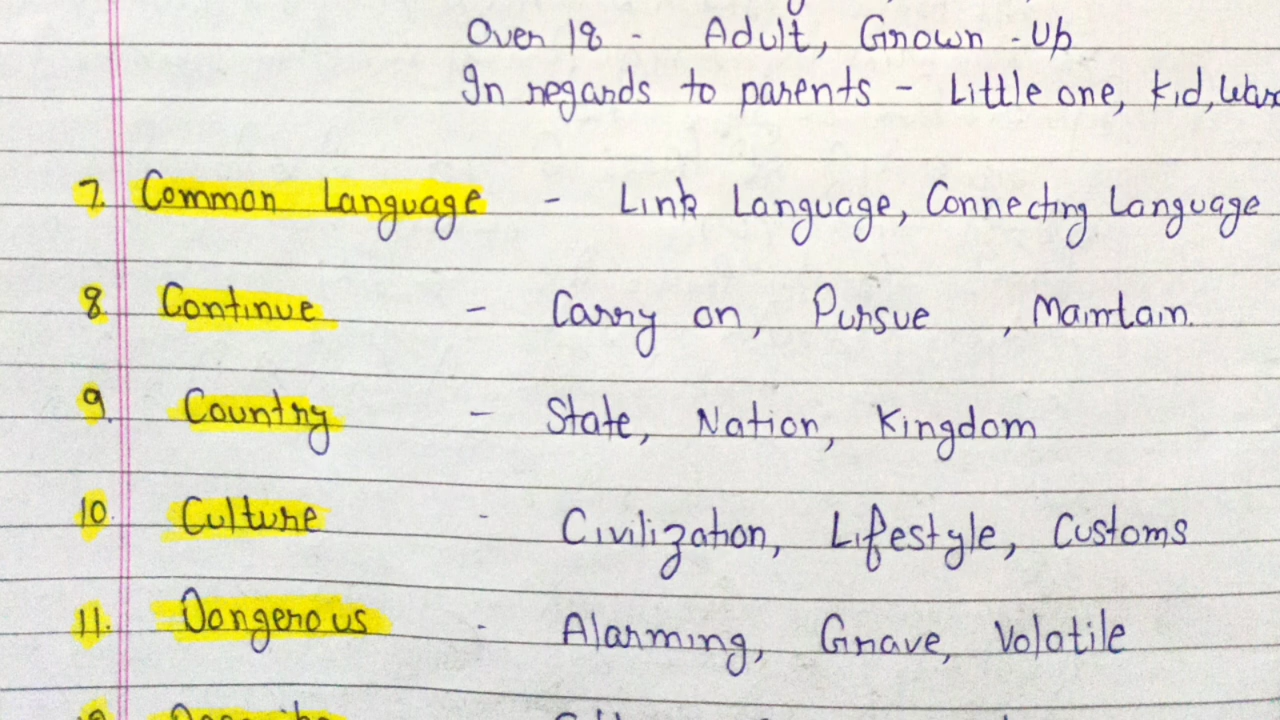 Over 18 - Adult, Grown-Up
In regards to parents - Little one, Kid,
7. Common Language - Link Language, Connecting Language
8 Continue - Carry on, Pursue , Maintain.
9. Country - State, Nation, Kingdom
10. Culture - Civilization, Lifestyle, Customs
11. Dangerous - Alarming, Grave, Volatile